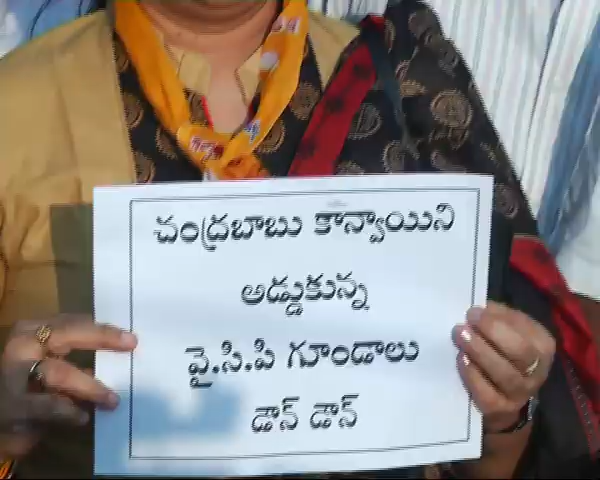 చంద్రబాబు కాన్వాయిని
అడ్డుకున్న
వై.సి.పి గూండాలు
డౌన్ డౌన్